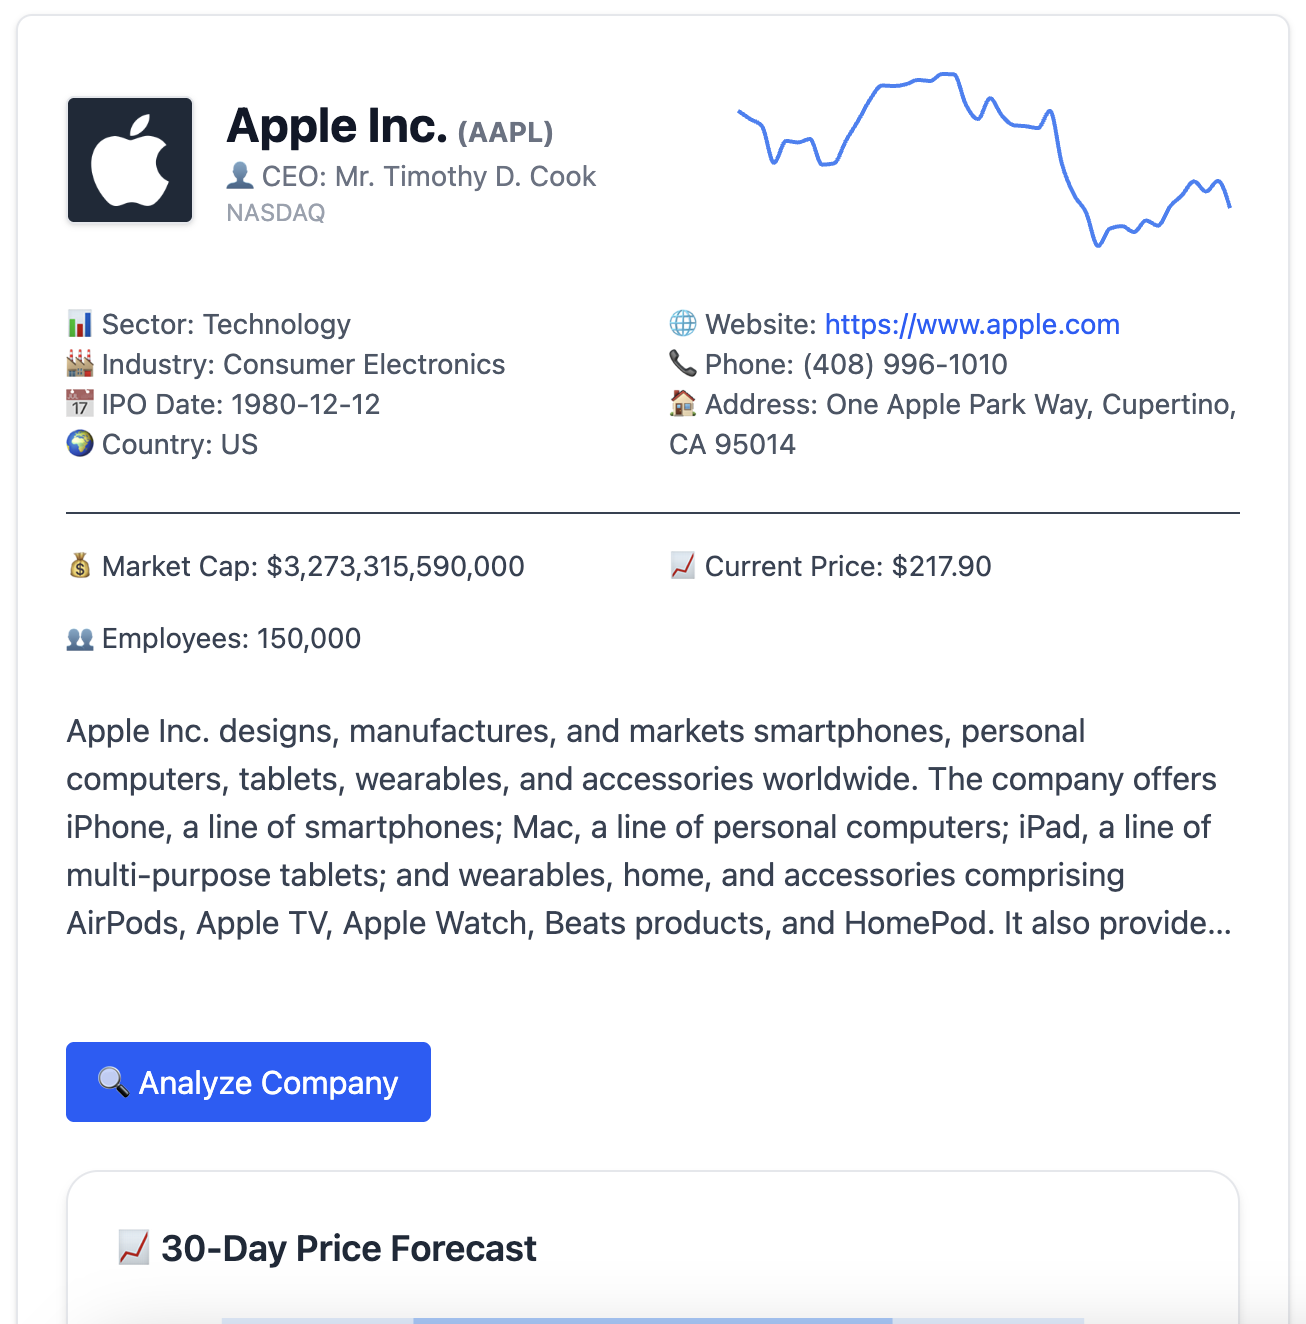 Apple Inc. (AAPL)
👤 CEO: Mr. Timothy D. Cook
NASDAQ
📊 Sector: Technology
🏭 Industry: Consumer Electronics
📅 IPO Date: 1980-12-12
🌍 Country: US
🌐 Website: https://www.apple.com
📞 Phone: (408) 996-1010
🏠 Address: One Apple Park Way, Cupertino,
CA 95014
💰 Market Cap: $3,273,315,590,000
📈 Current Price: $217.90
👥 Employees: 150,000
Apple Inc. designs, manufactures, and markets smartphones, personal
computers, tablets, wearables, and accessories worldwide. The company offers
iPhone, a line of smartphones; Mac, a line of personal computers; iPad, a line of
multi-purpose tablets; and wearables, home, and accessories comprising
AirPods, Apple TV, Apple Watch, Beats products, and HomePod. It also provide...
🔍 Analyze Company
📈 30-Day Price Forecast